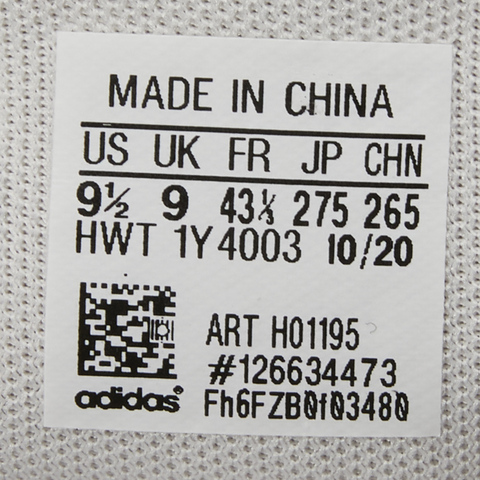 MADE IN CHINA
US UK FR JP CHN
9½ 9 43⅓ 275 265
HWT 1Y4003 10/20
ART H01195
#126634473
adidas®
Fh6FZB0f03480